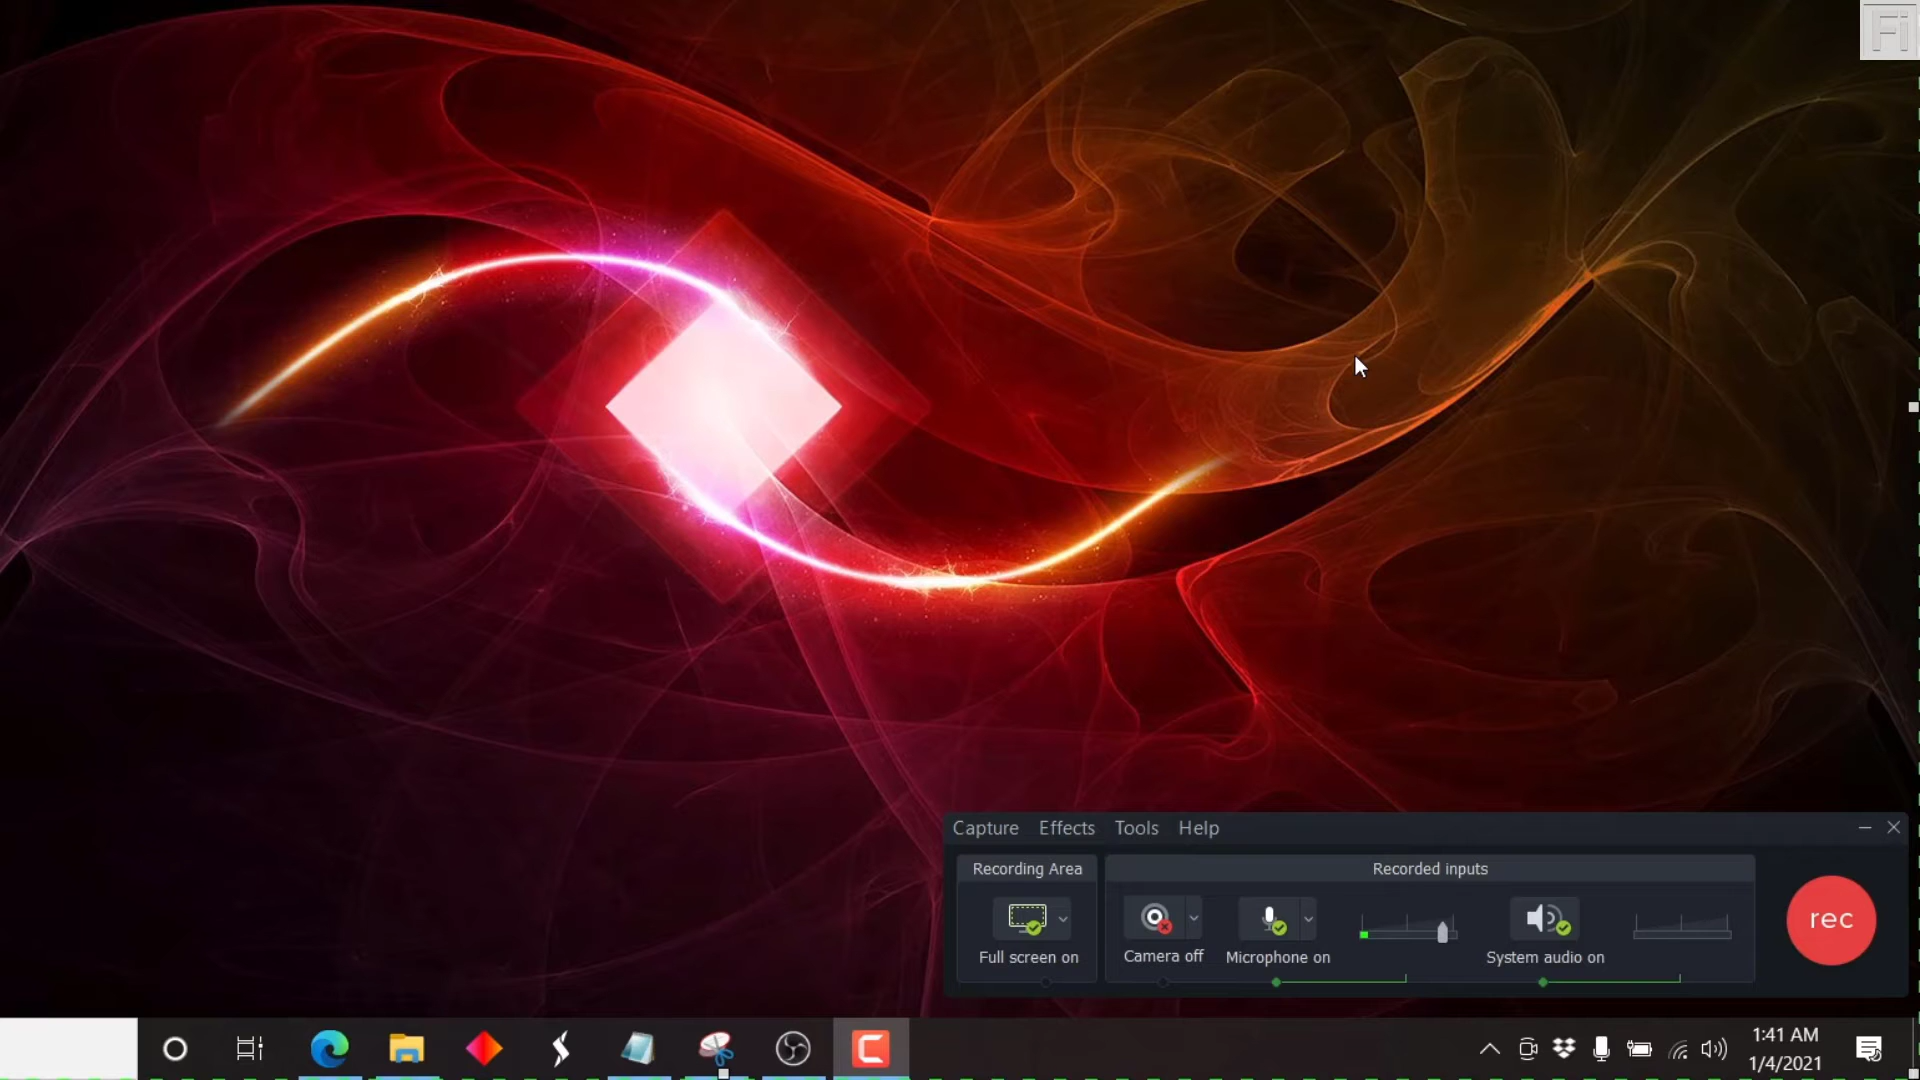 Fi
Capture Effects Tools Help
Recording Area
Recorded inputs
Full screen on
Camera off
Microphone on
System audio on
rec
1:41 AM
1/4/2021